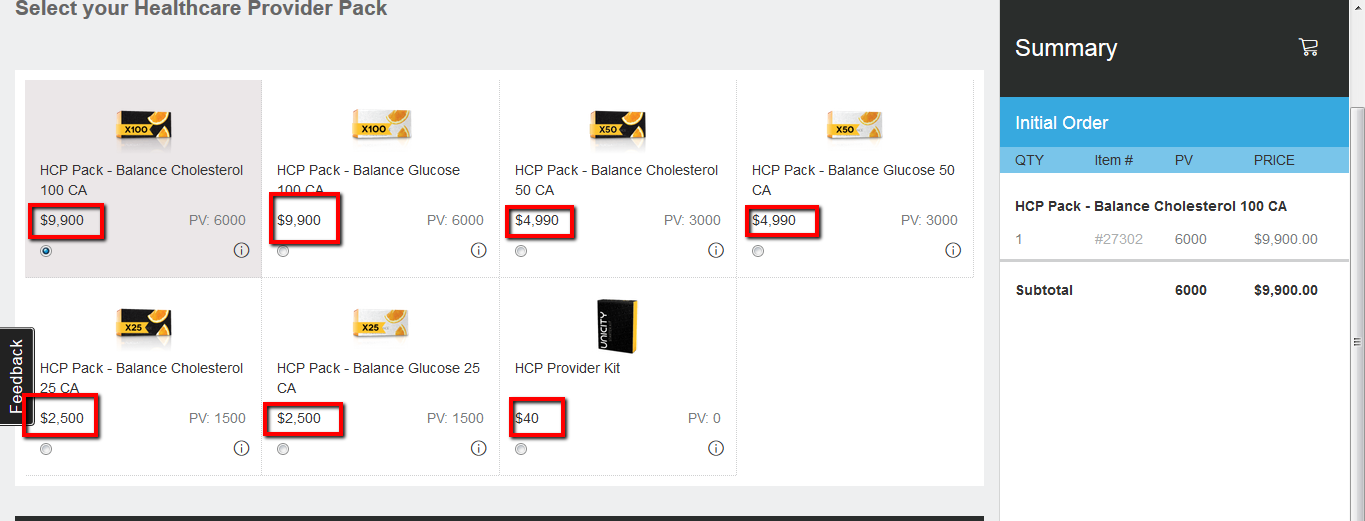 Select your Healthcare Provider Pack
X100
HCP Pack - Balance Cholesterol
100 CA
$9,900 PV: 6000
X100
HCP Pack - Balance Glucose
100 CA
$9,900 PV: 6000
X50
HCP Pack - Balance Cholesterol
50 CA
$4,990 PV: 3000
X50
HCP Pack - Balance Glucose 50
CA
$4,990 PV: 3000
X25
HCP Pack - Balance Cholesterol
25 CA
$2,500 PV: 1500
X25
HCP Pack - Balance Glucose 25
CA
$2,500 PV: 1500
UNICITY
HCP Provider Kit
$40 PV: 0
Feedback
Summary
Initial Order
QTY Item # PV PRICE
HCP Pack - Balance Cholesterol 100 CA
1 #27302 6000 $9,900.00
Subtotal 6000 $9,900.00